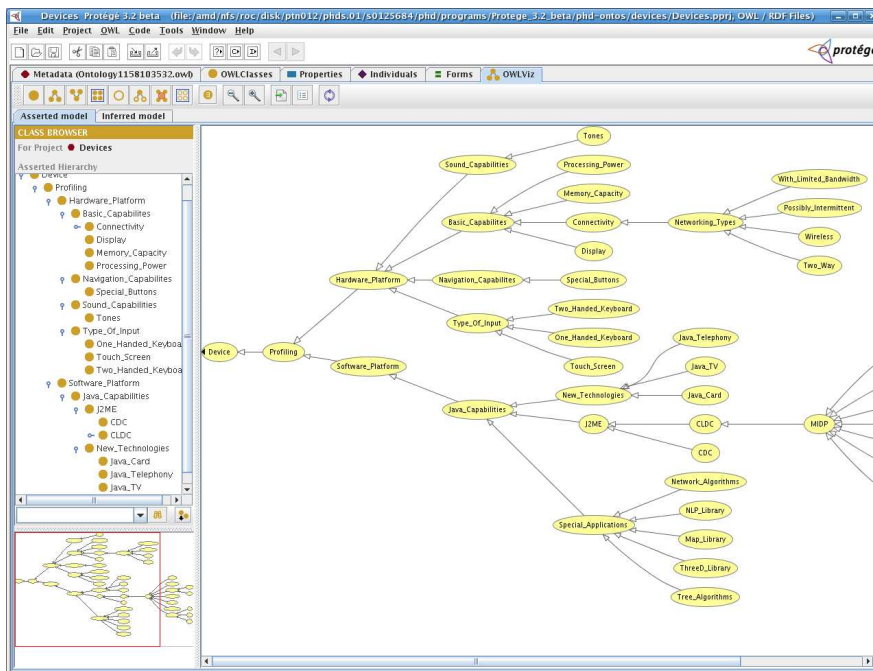 Devices Protégé 3.2 beta (file:/amd/nfs/roc/disk/ptn012/phds.01/s0125684/phd/programs/Protege_3.2_beta/phd-ontos/devices/Devices.pprj, OWL / RDF Files)
File Edit Project OWL Code Tools Window Help
protégé
Metadata (Ontology1158103532.owl) OWLClasses Properties Individuals Forms OWLViz
Asserted model Inferred model
CLASS BROWSER
For Project Devices
Asserted Hierarchy
Device
Profiling
Hardware_Platform
Basic_Capabilites
Connectivity
Display
Memory_Capacity
Processing_Power
Navigation_Capabilites
Special_Buttons
Sound_Capabilities
Tones
Type_Of_Input
One_Handed_Keyboa
Touch_Screen
Two_Handed_Keyboa
Software_Platform
Java_Capabilities
J2ME
CDC
CLDC
New_Technologies
Java_Card
Java_Telephony
Java_TV
Tones
Sound_Capabilities
Processing_Power
Memory_Capacity
With_Limited_Bandwidth
Possibly_Intermittent
Basic_Capabilites
Connectivity
Networking_Types
Wireless
Display
Two_Way
Hardware_Platform
Navigation_Capabilites
Special_Buttons
Two_Handed_Keyboard
Type_Of_Input
One_Handed_Keyboard
Java_Telephony
Device
Profiling
Software_Platform
Touch_Screen
Java_TV
New_Technologies
Java_Card
Java_Capabilities
J2ME
CLDC
MIDP
CDC
Network_Algorithms
NLP_Library
Special_Applications
Map_Library
ThreeD_Library
Tree_Algorithms